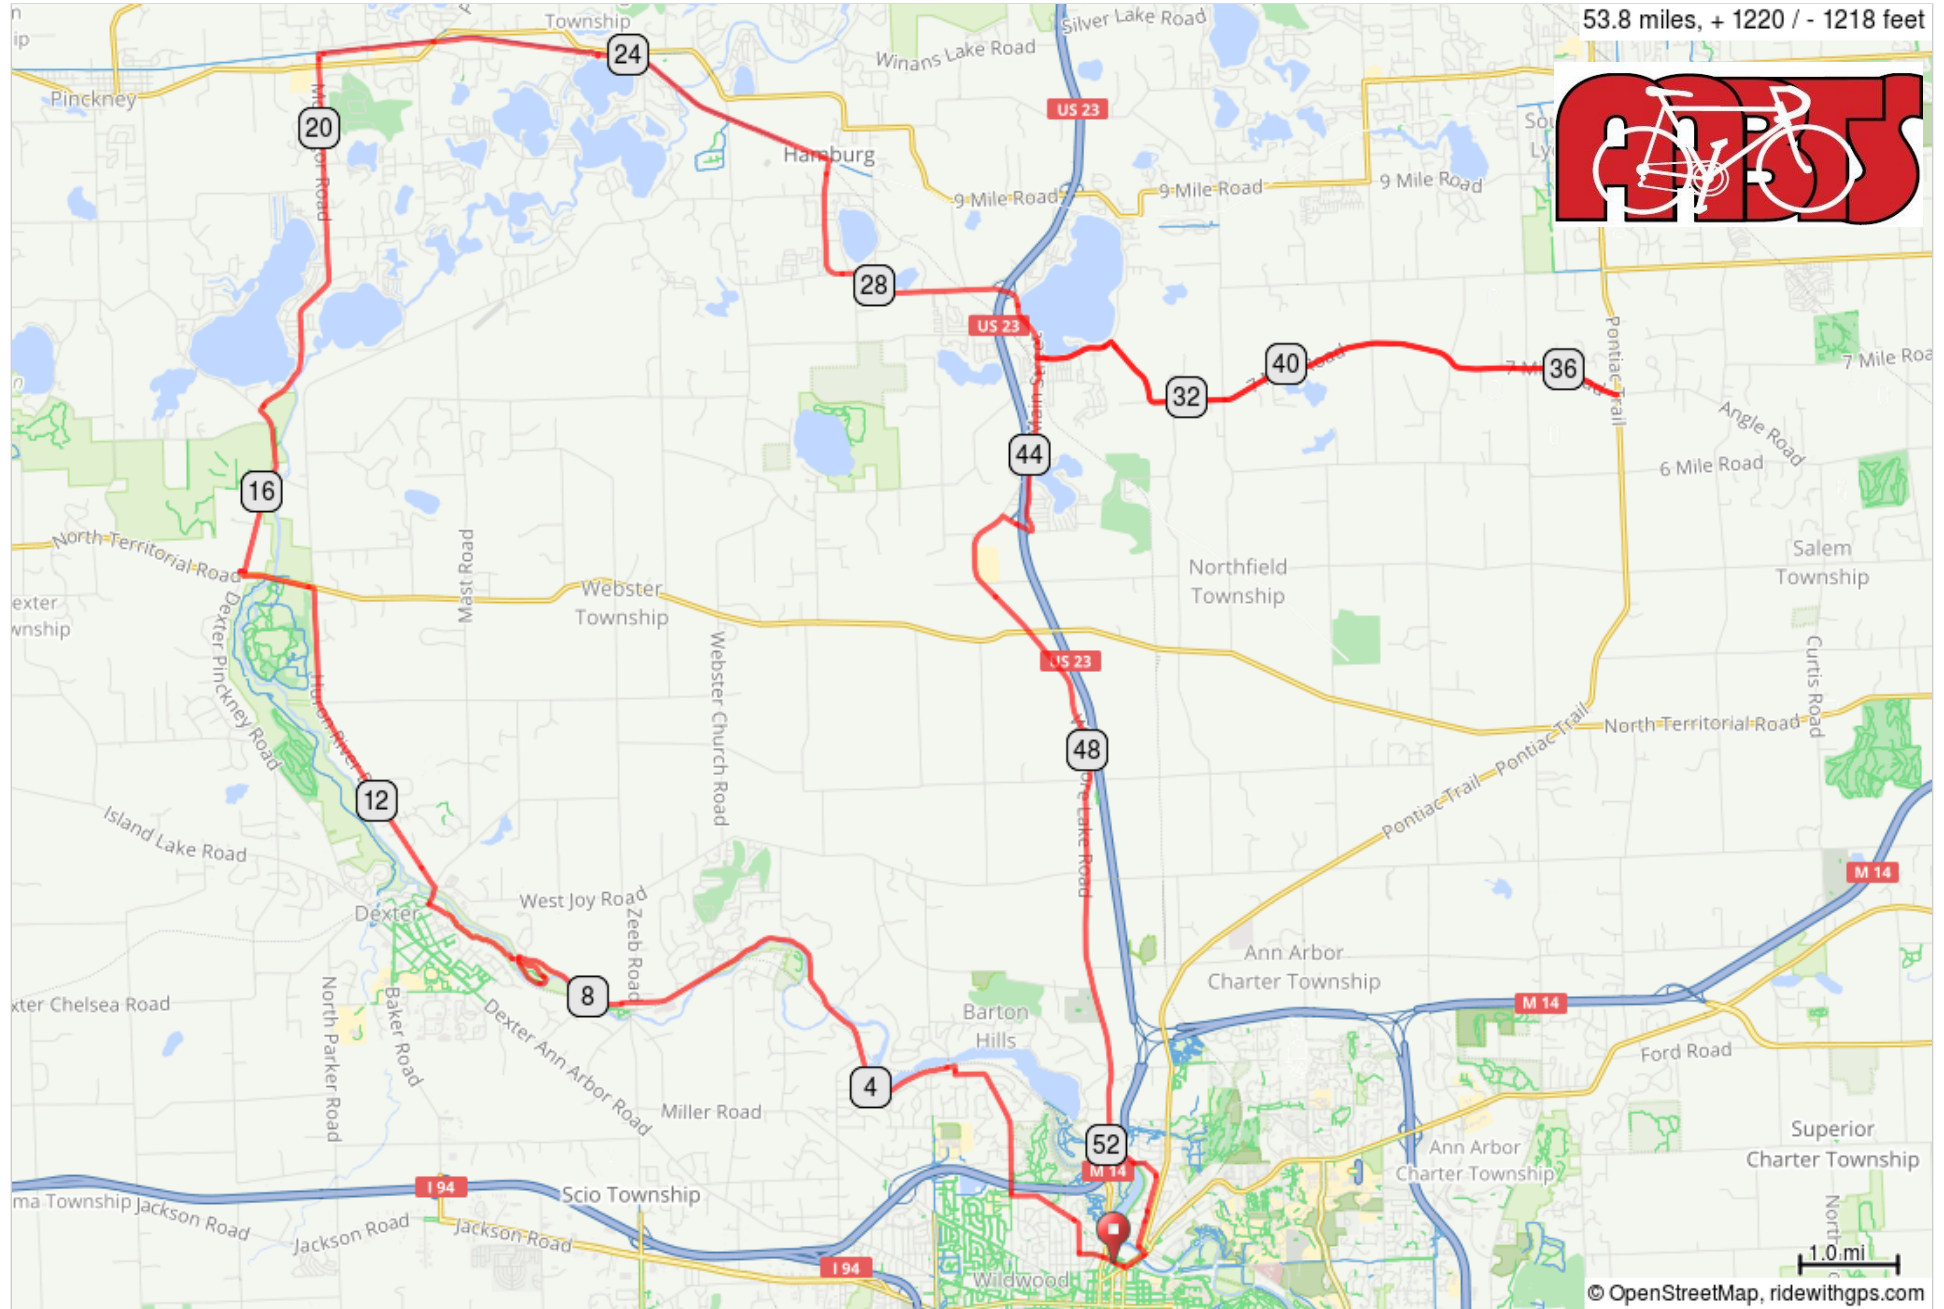 53.8 miles, + 1220 / - 1218 feet
AABTS
Township
Silver Lake Road
Winans Lake Road
24
US 23
Pinckney
20
Hamburg
9 Mile Road
9 Mile Road
9 Mile Road
28
US 23
Pontiac Trail
7 Mile
40
36
32
44
Angle Road
6 Mile Road
16
North Territorial Road
Mast Road
Webster
Township
Northfield
Township
Salem
Township
Dexter Pinckney Road
Webster Church Road
Curtis Road
US 23
North Territorial Road
Pontiac Trail
Pontiac Trail
48
12
Island Lake Road
M 14
West Joy Road
Dexter
Zeeb Road
Ann Arbor
Charter Township
8
M 14
Barton
Hills
North Parker Road
Baker Road
Dexter Ann Arbor Road
Ford Road
4
Miller Road
52
M 14
Ann Arbor
Charter Township
Superior
Charter Township
I 94
Scio Township
Jackson Road
Jackson Road
Jackson Road
I 94
Wildwood
1.0 mi
© OpenStreetMap, ridewithgps.com